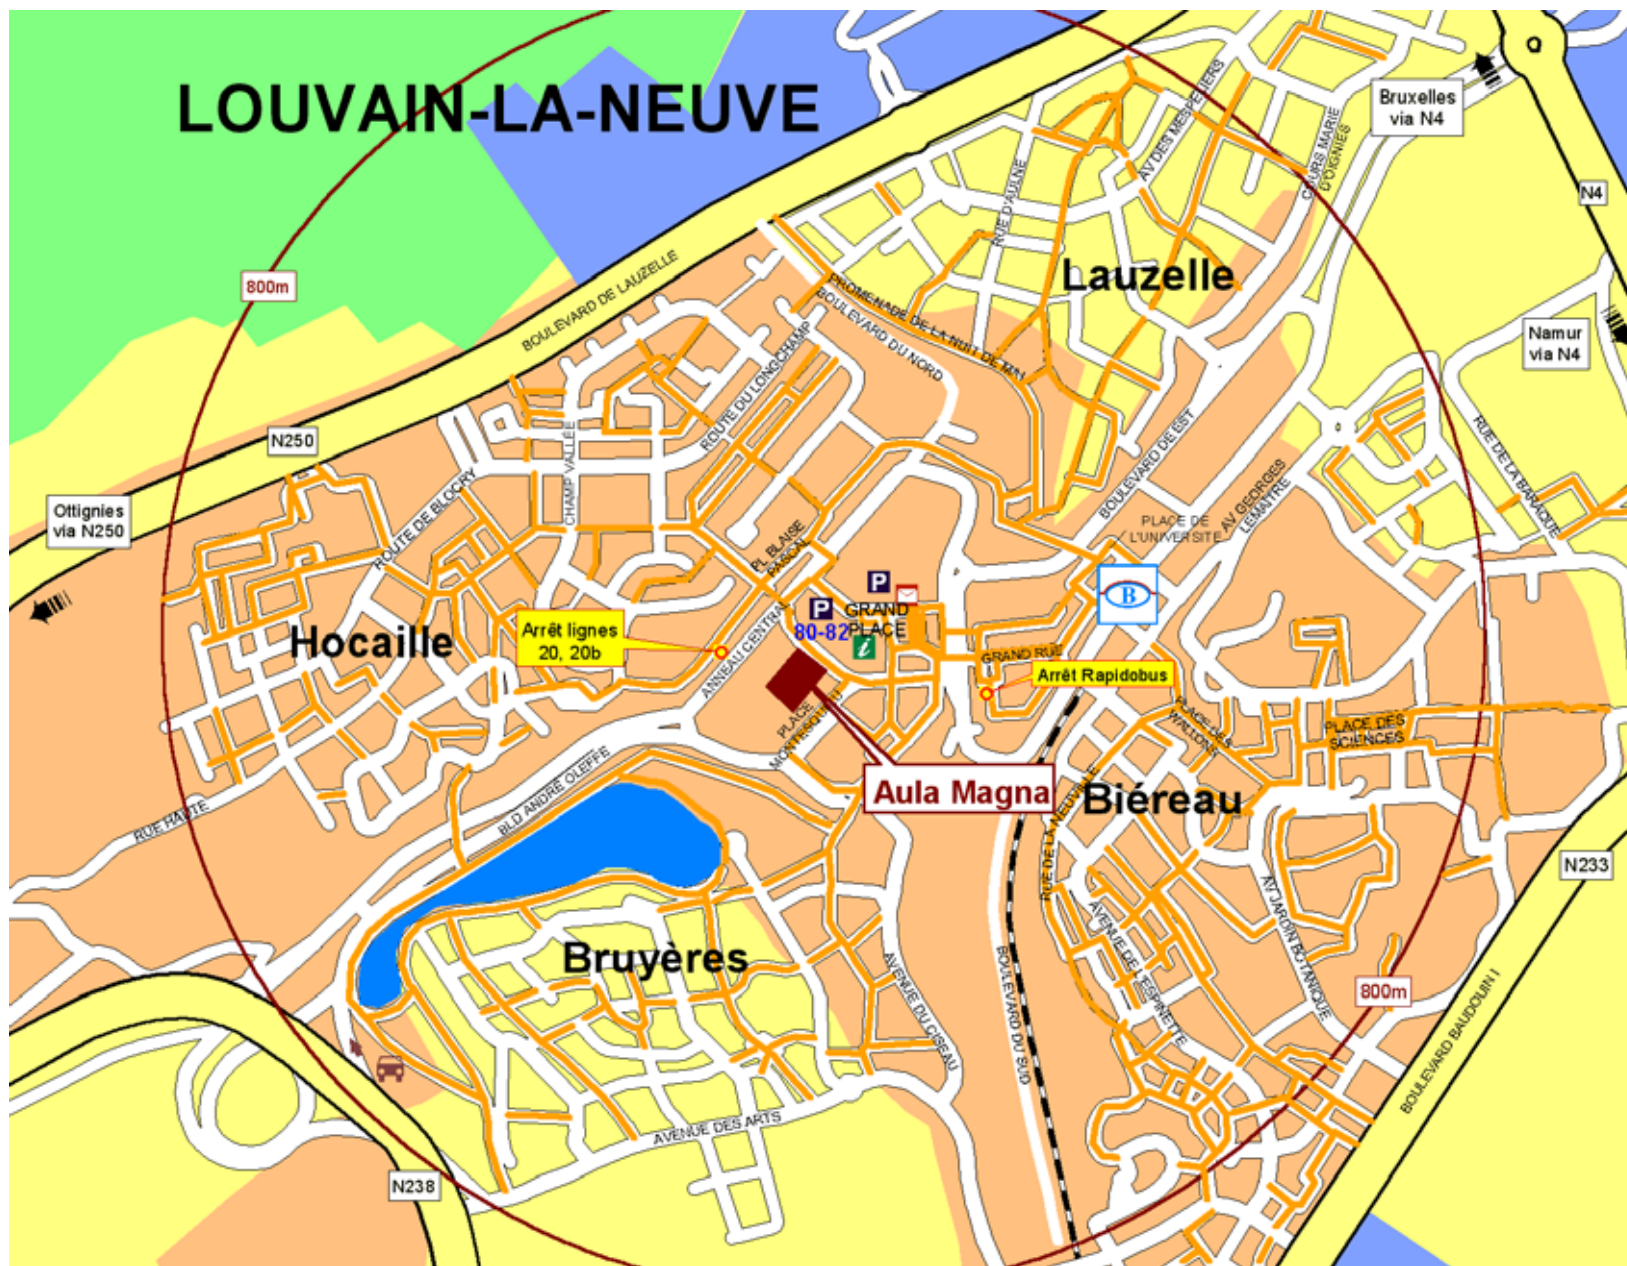 LOUVAIN-LA-NEUVE
Bruxelles
via N4
N4
AV DES MESPELIERS
COURS MARIE
D'OIGNIES
RUE D'AULNE
Lauzelle
800m
BOULEVARD DE LAUZELLE
PROMENADE DE LA NUIT DE MAI
BOULEVARD DU NORD
Namur
via N4
ROUTE DU LONGCHAMP
N250
CHAMP VALLÉE
BOULEVARD DE EST
RUE DE LA BARAQUE
ROUTE DE BLOCRY
AV GEORGES
LEMAITRE
Ottignies
via N250
PLACE DE
L'UNIVERSITE
PL. BLAISE
PASCAL
P
B
P
GRAND
PLACE
80-82
i
Hocaille
Arrêt lignes
20, 20b
ANNEAU CENTRAL
GRAND RUE
Arrêt Rapidobus
PLACE
MONTESQUIEU
PLACE DES
WALLONS
PLACE DES
SCIENCES
Aula Magna
Biéreau
RUE HAUTE
BLD ANDRE OLEFFE
RUE DE LA NEUVILLE
N233
AV JARDIN BOTANIQUE
AVENUE DE L'ESPINETTE
Bruyères
AVENUE DU CISEAU
BOULEVARD DU SUD
800m
BOULEVARD BAUDOUIN I
AVENUE DES ARTS
N238